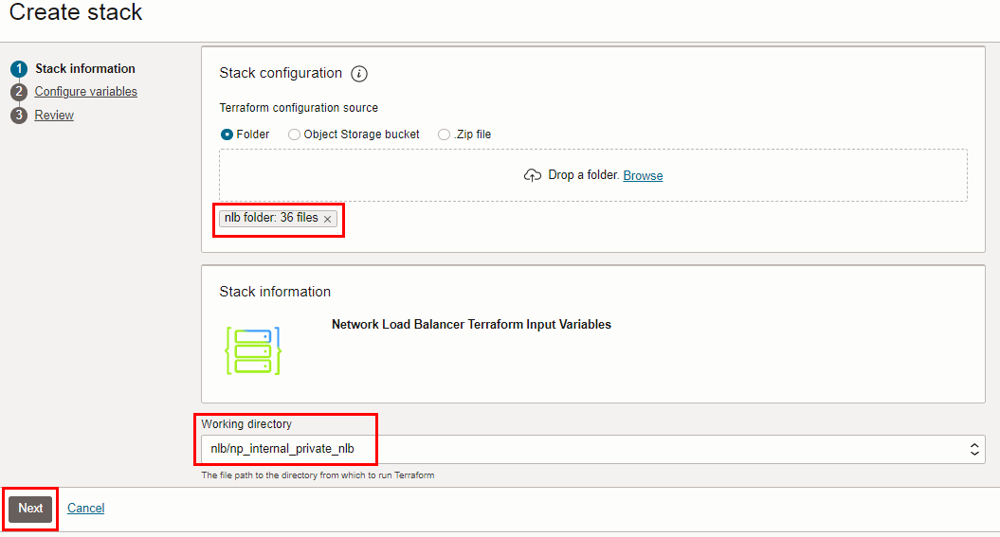 Create stack
1 Stack information
2 Configure variables
3 Review
Stack configuration i
Terraform configuration source
Folder Object Storage bucket .Zip file
Drop a folder. Browse
nlb folder: 36 files ×
Stack information
Network Load Balancer Terraform Input Variables
Working directory
nlb/np_internal_private_nlb
The file path to the directory from which to run Terraform
Next Cancel